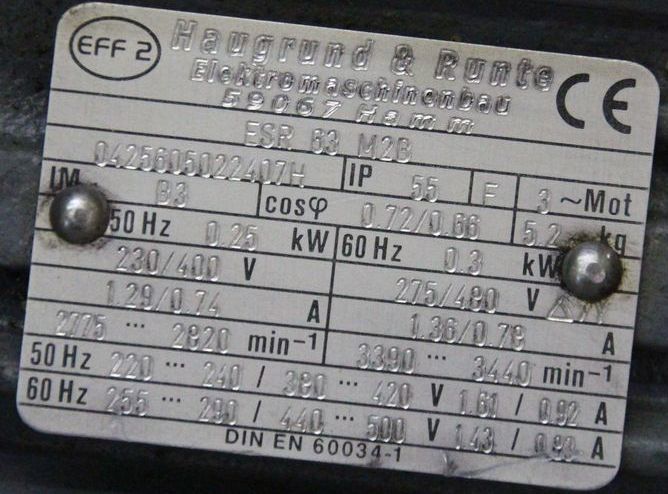 EFF 2
Haugrund & Runte
Elektromaschinenbau
59067 Hamm
CE
ESR 63 M2B
0425605022407H IP 55 F 3 ~Mot
IM B3 cosφ 0.72/0.66 5.2 kg
50 Hz 0.25 kW 60 Hz 0.3 kW
230/400 V 275/480 V
1.29/0.74 A 1.36/0.78 A
2775 ... 2820 min-1 3390 ... 3440 min-1
50 Hz 220 ... 240 / 380 ... 420 V 1.61 / 0.92 A
60 Hz 255 ... 290 / 440 ... 500 V 1.43 / A
DIN EN 60034-1